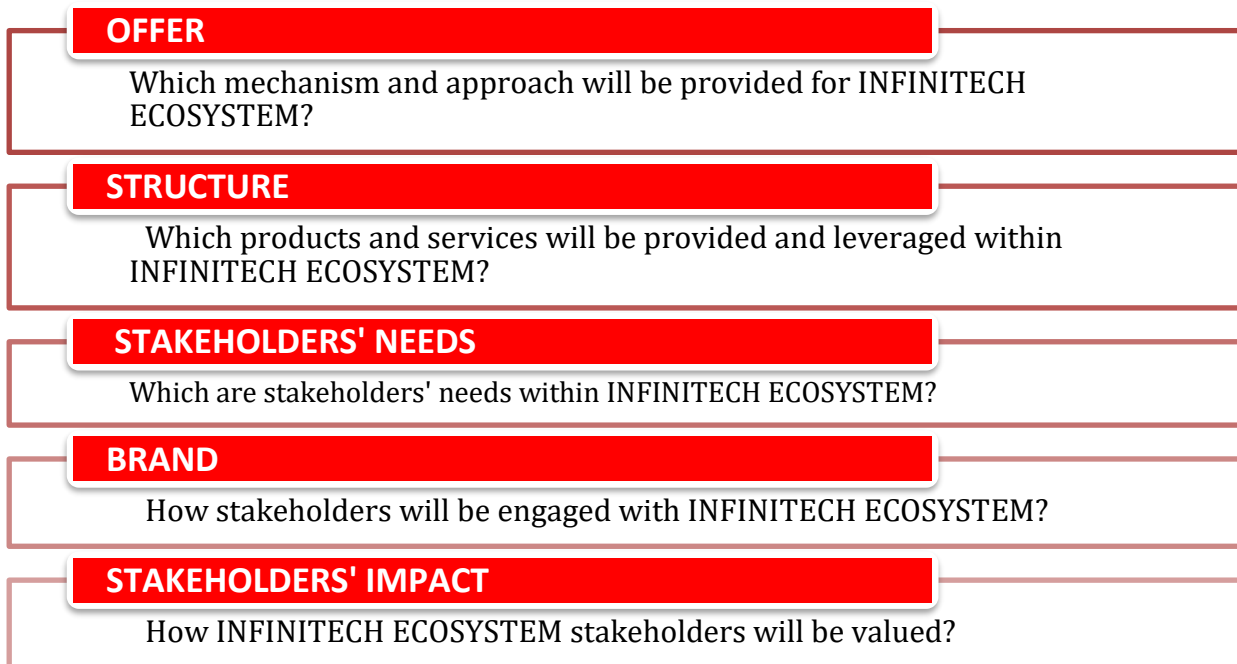 OFFER
Which mechanism and approach will be provided for INFINITECH
ECOSYSTEM?
STRUCTURE
Which products and services will be provided and leveraged within
INFINITECH ECOSYSTEM?
STAKEHOLDERS' NEEDS
Which are stakeholders' needs within INFINITECH ECOSYSTEM?
BRAND
How stakeholders will be engaged with INFINITECH ECOSYSTEM?
STAKEHOLDERS' IMPACT
How INFINITECH ECOSYSTEM stakeholders will be valued?